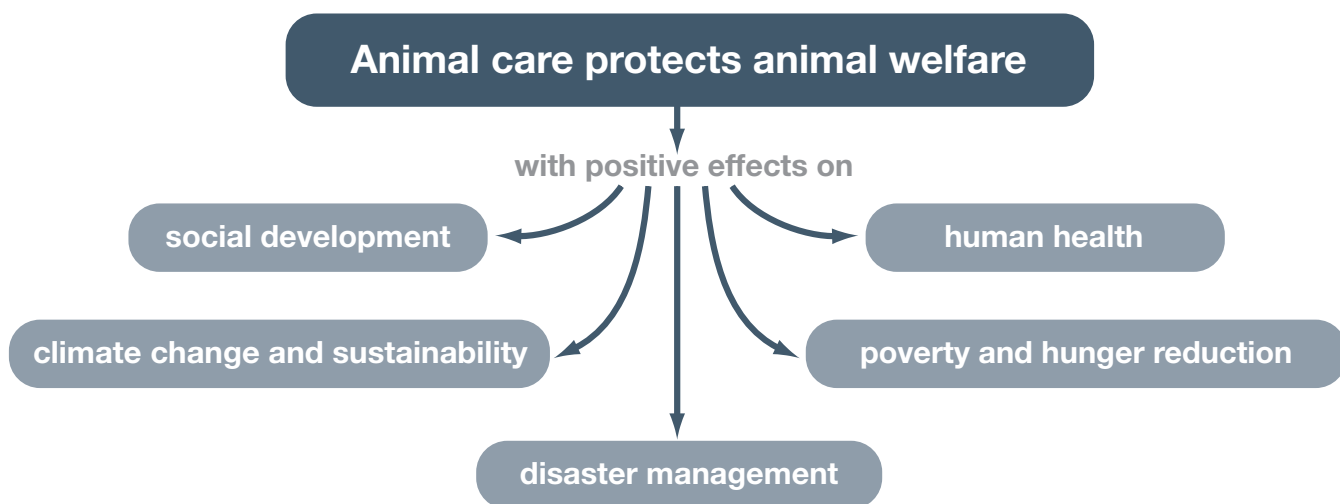 Animal care protects animal welfare
with positive effects on
social development
human health
climate change and sustainability
poverty and hunger reduction
disaster management